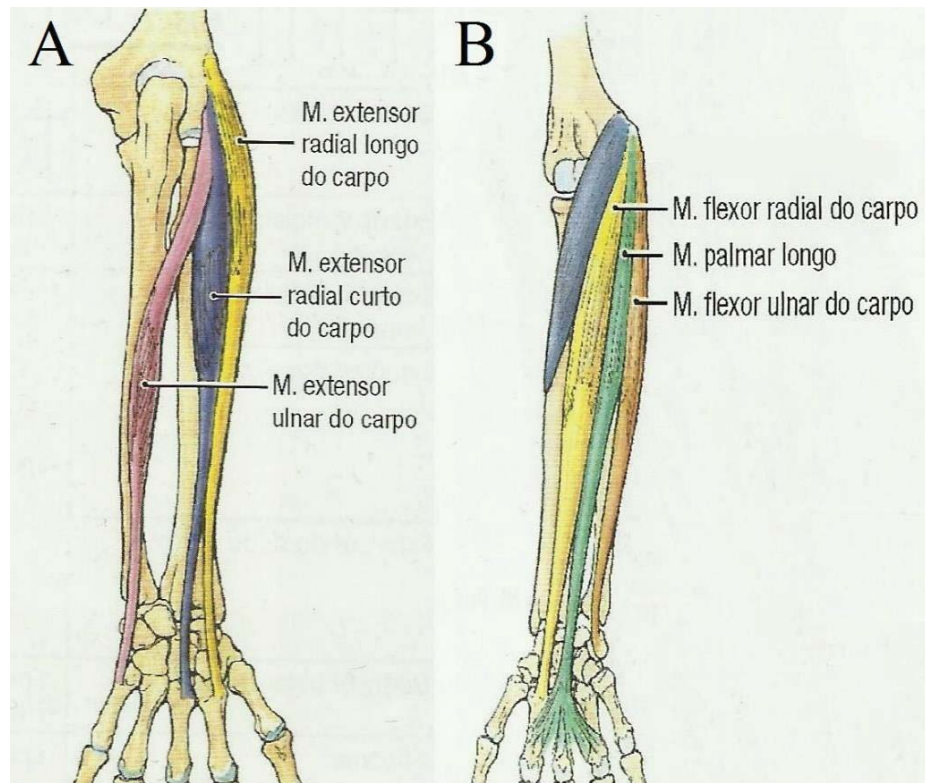 A
M. extensor
radial longo
do carpo
M. extensor
radial curto
do carpo
M. extensor
ulnar do carpo
B
M. flexor radial do carpo
M. palmar longo
M. flexor ulnar do carpo